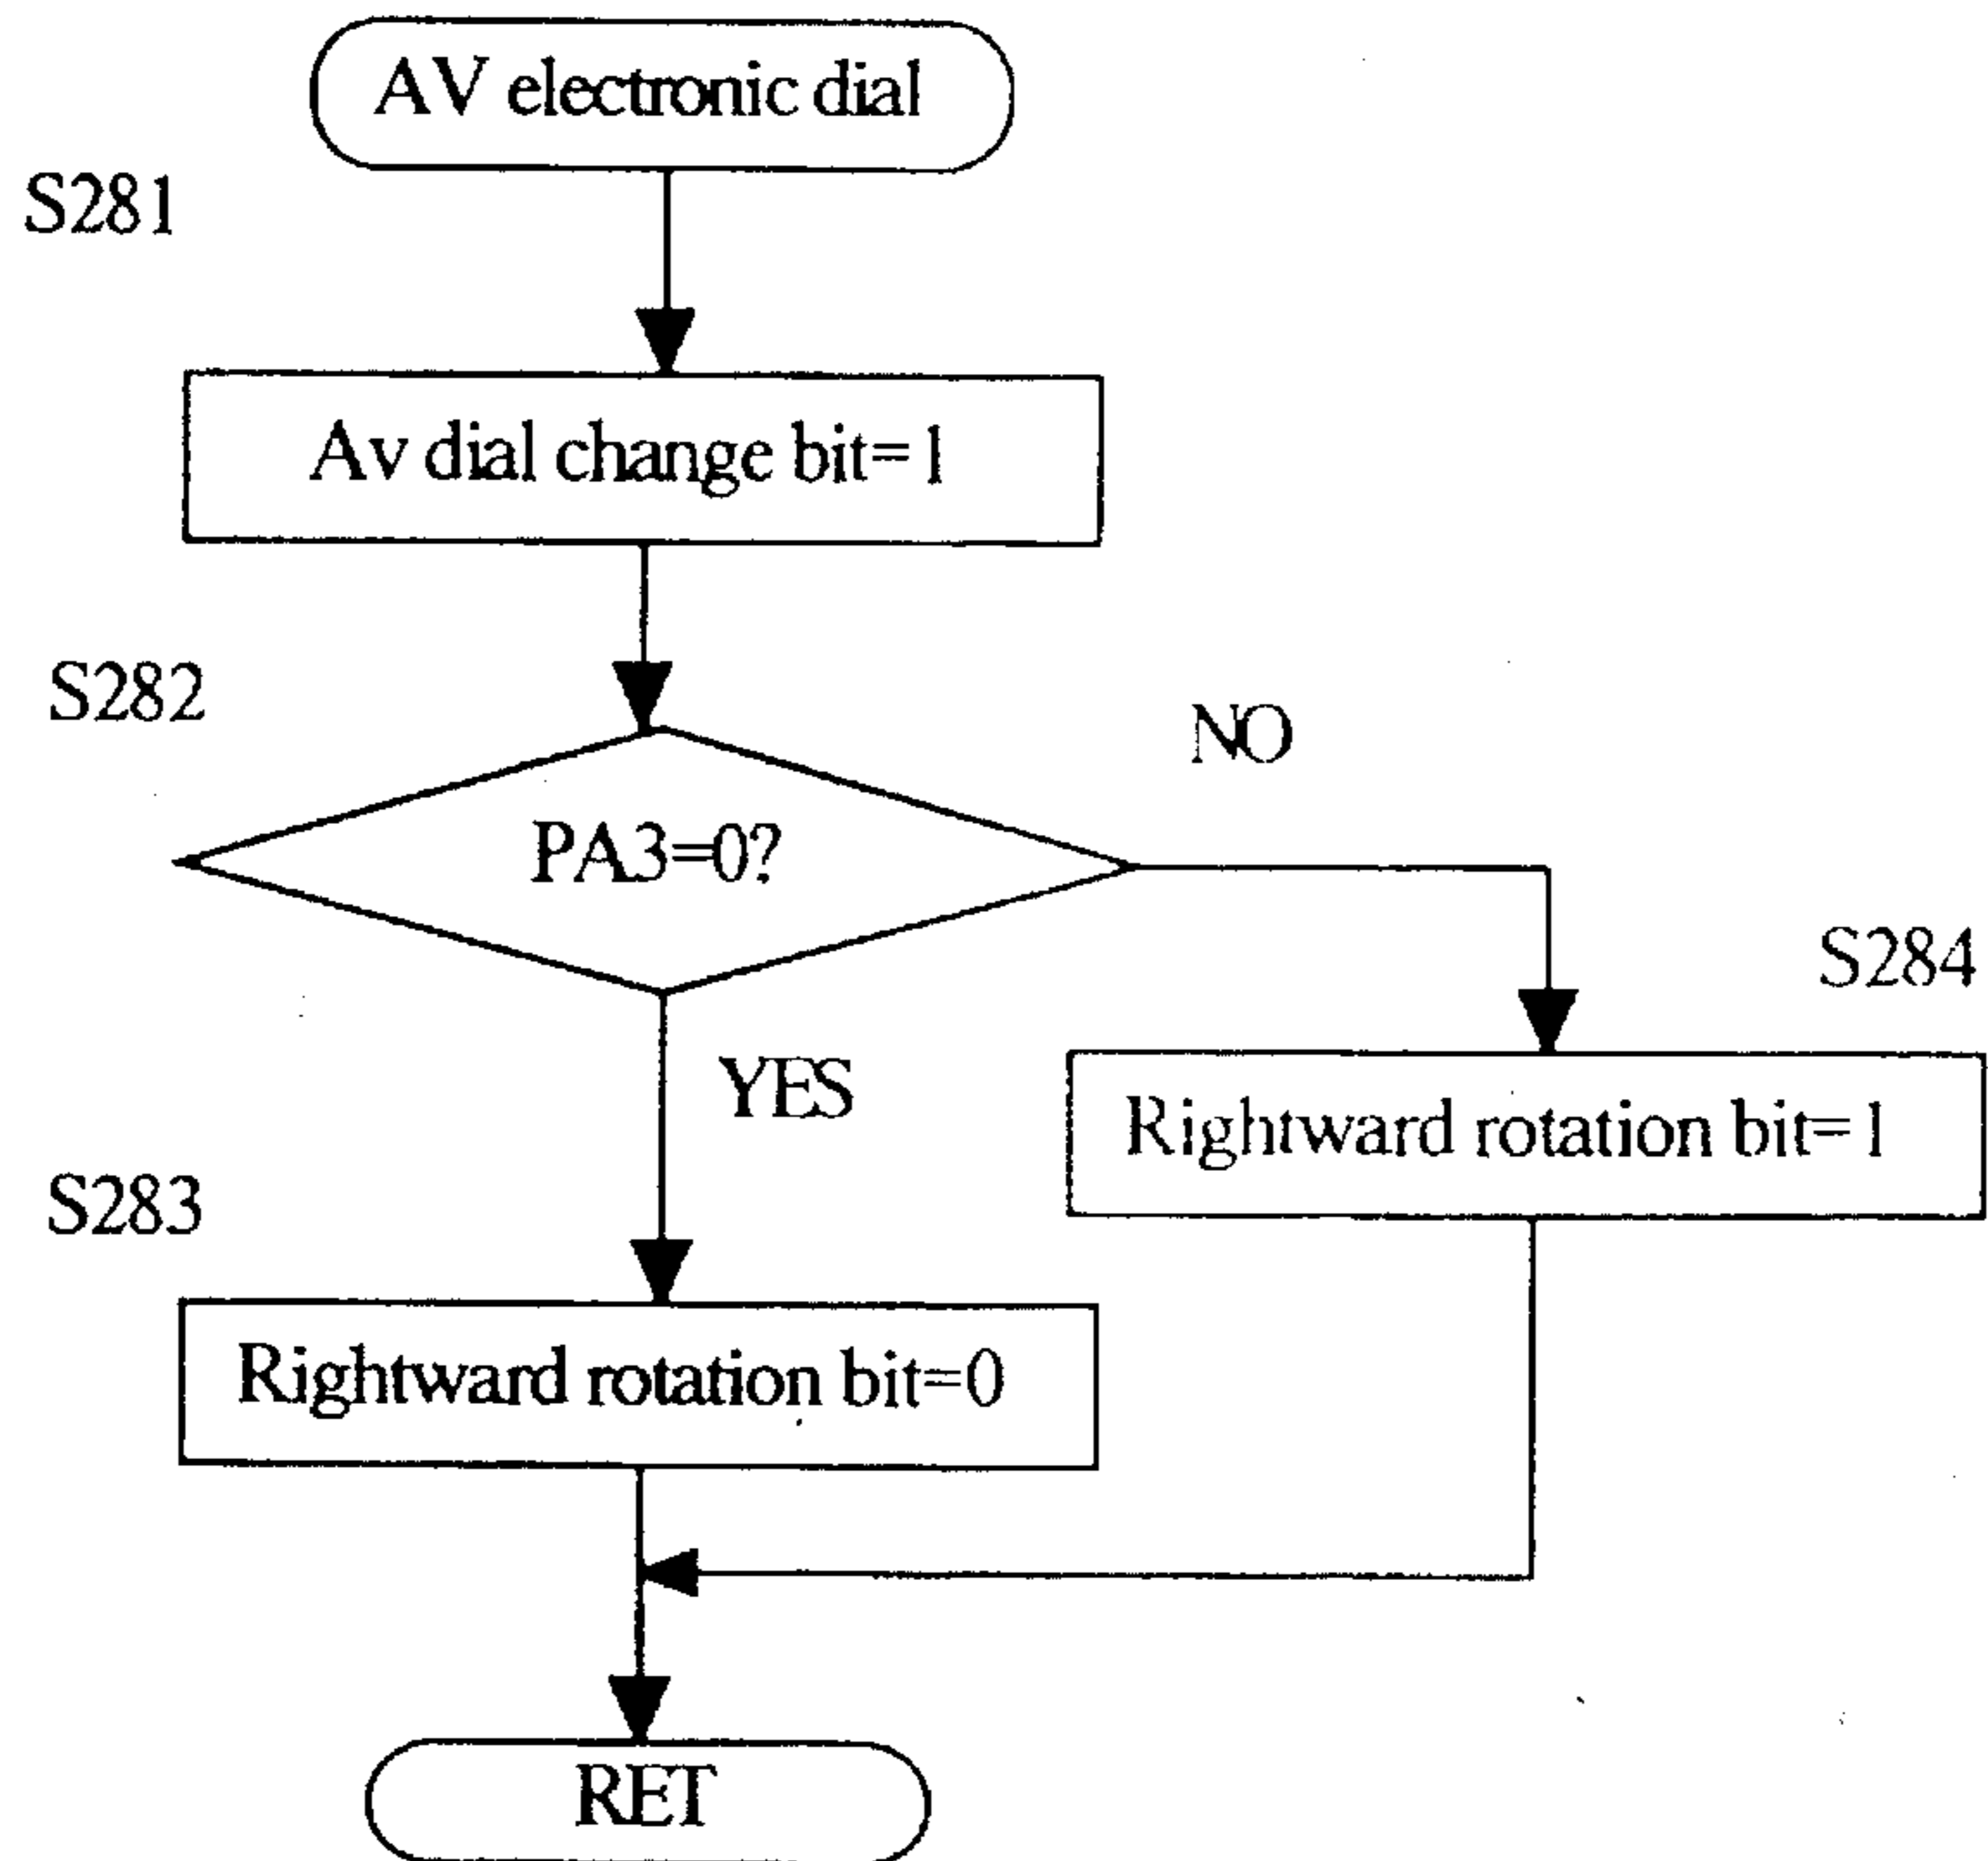 AV electronic dial
S281
Av dial change bit=1
S282
NO
PA3=0?
S284
YES
Rightward rotation bit=1
S283
Rightward rotation bit=0
RET